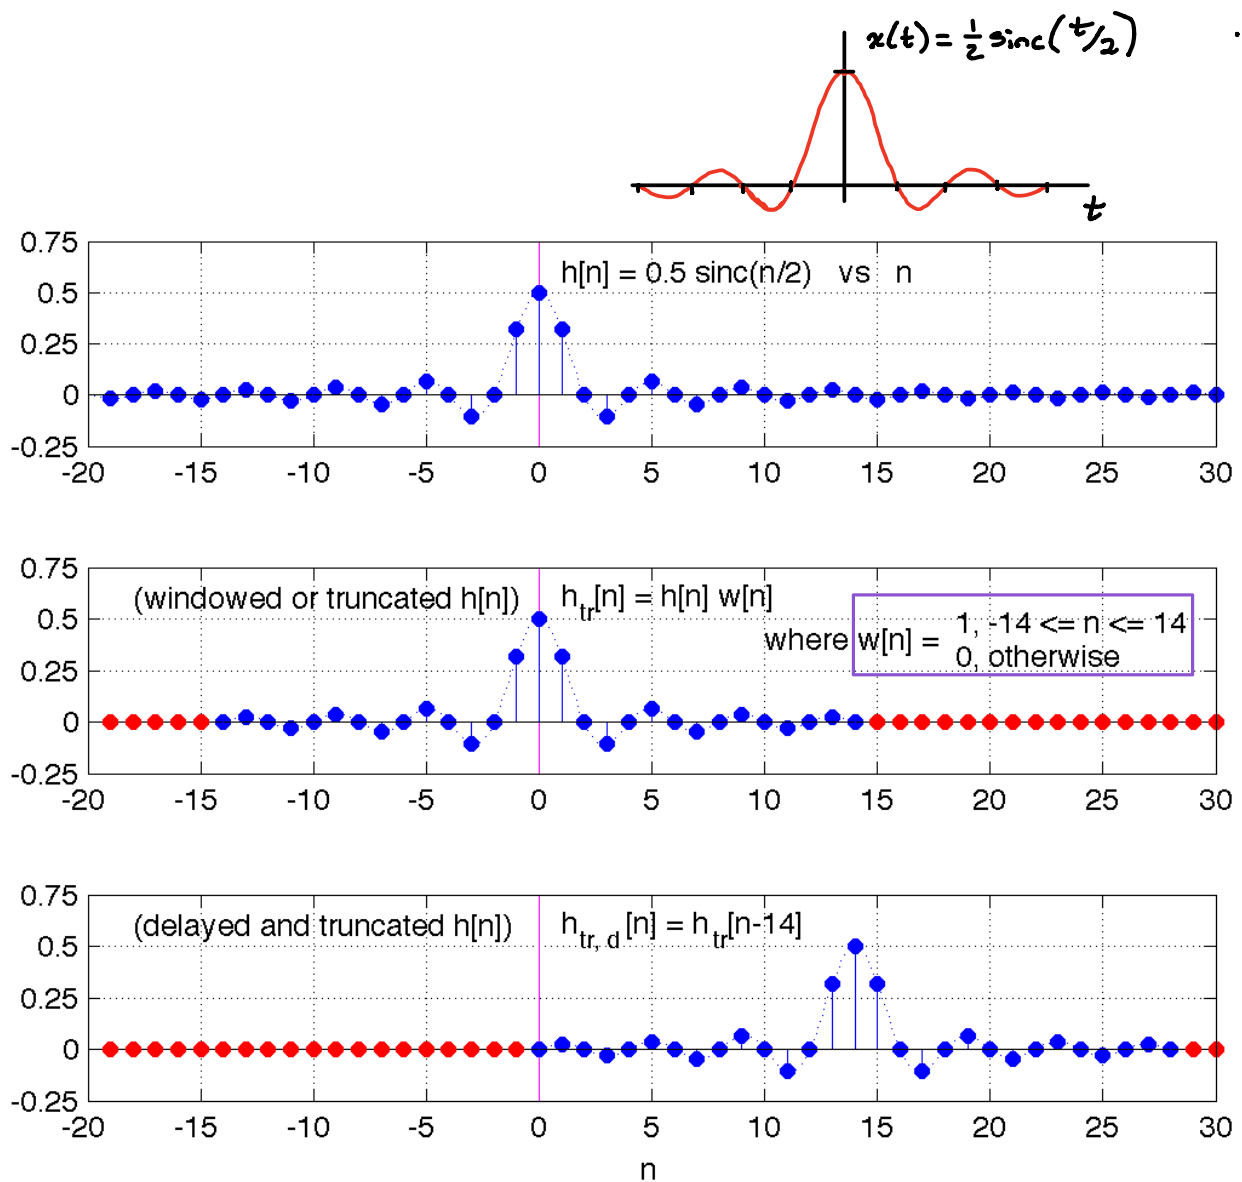 x(t) = 1/2 sinc(t/2)
t
0.75
h[n] = 0.5 sinc(n/2) vs n
0.5
0.25
0
-0.25
-20 -15 -10 -5 0 5 10 15 20 25 30
0.75
(windowed or truncated h[n]) h_tr[n] = h[n] w[n]
0.5
where w[n] = 1, -14 <= n <= 14
0, otherwise
0.25
0
-0.25
-20 -15 -10 -5 0 5 10 15 20 25 30
0.75
(delayed and truncated h[n]) h_tr, d [n] = h_tr[n-14]
0.5
0.25
0
-0.25
-20 -15 -10 -5 0 5 10 15 20 25 30
n